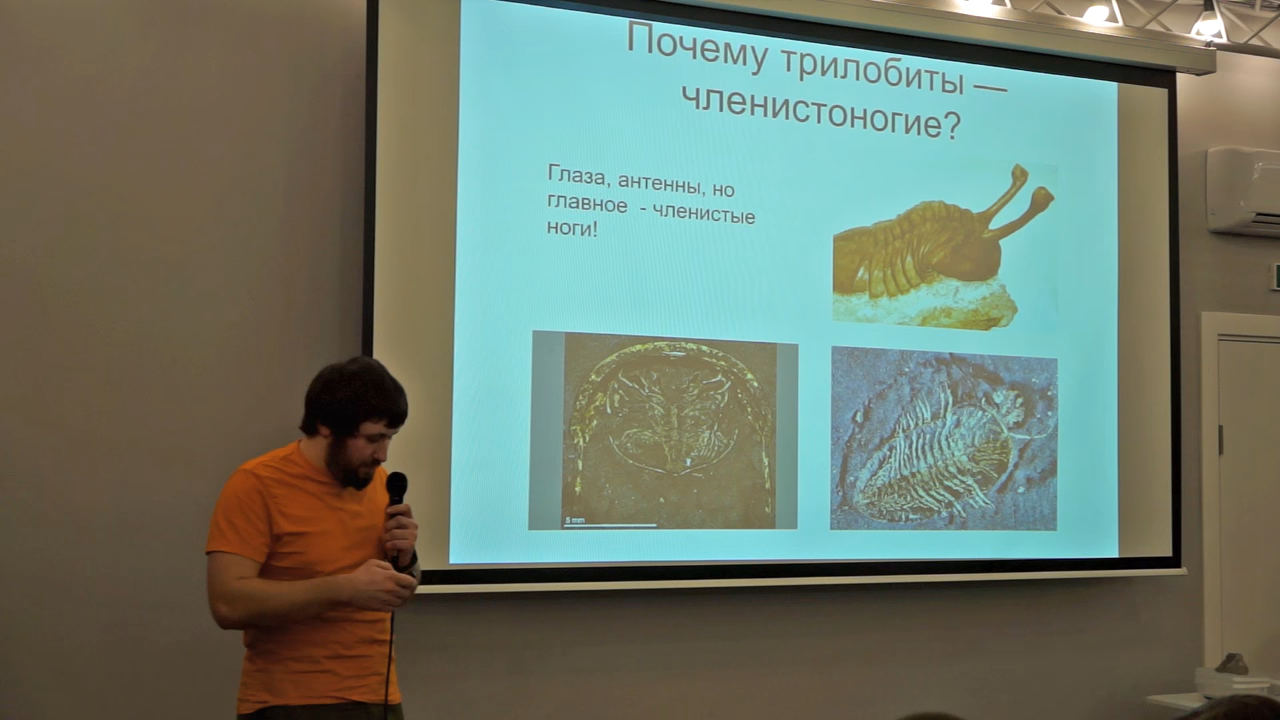 Почему трилобиты —
членистоногие?
Глаза, антенны, но
главное - членистые
ноги!
5 mm